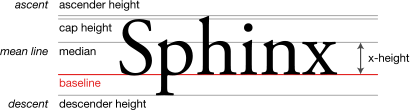 ascent ascender height
cap height
mean line median
Sphinx
x-height
baseline
descent descender height